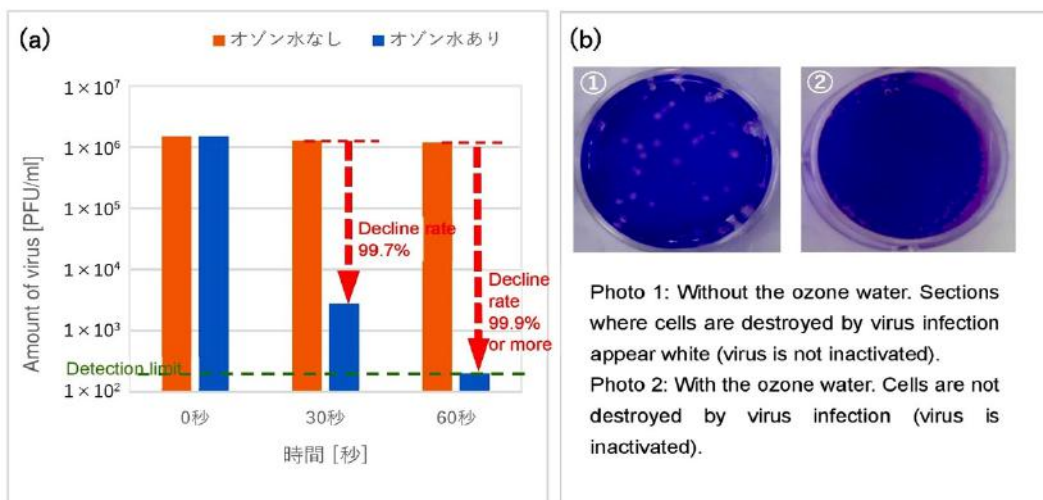 (a)
オゾン水なし オゾン水あり
Amount of virus [PFU/ml]
1×10⁷
1×10⁶
1×10⁵
1×10⁴
1×10³
1×10²
Decline rate
99.7%
Decline
rate
99.9%
or more
Detection limit
0秒 30秒 60秒
時間 [秒]
(b)
① ②
Photo 1: Without the ozone water. Sections
where cells are destroyed by virus infection
appear white (virus is not inactivated).
Photo 2: With the ozone water. Cells are not
destroyed by virus infection (virus is
inactivated).